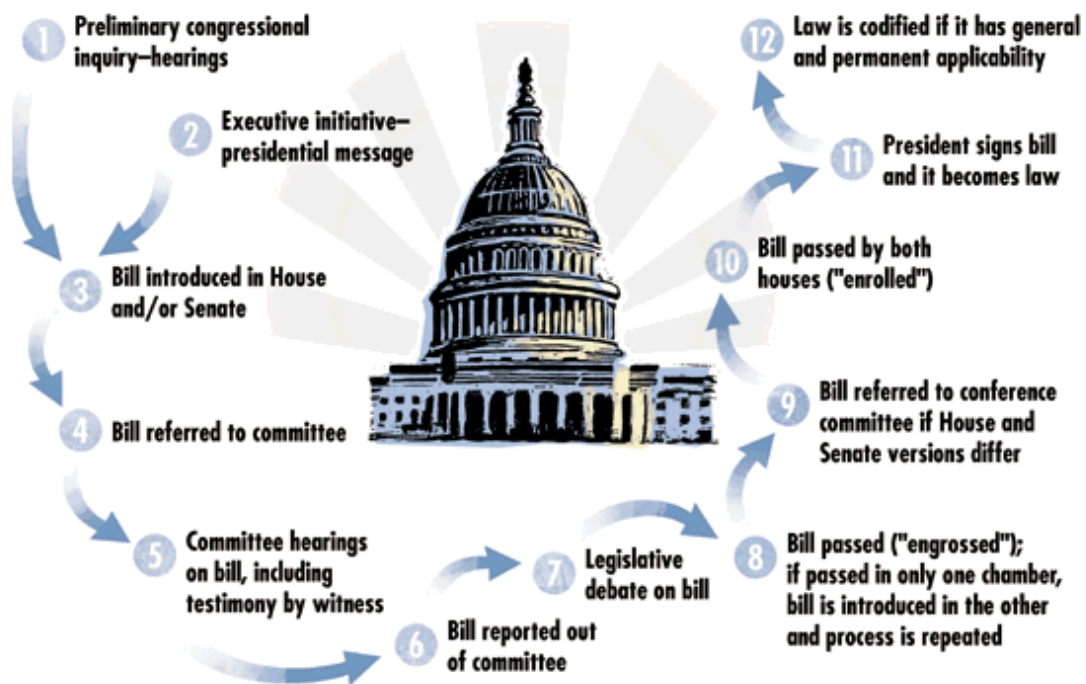 1 Preliminary congressional
inquiry–hearings
2 Executive initiative–
presidential message
3 Bill introduced in House
and/or Senate
4 Bill referred to committee
5 Committee hearings
on bill, including
testimony by witness
6 Bill reported out
of committee
7 Legislative
debate on bill
8 Bill passed ("engrossed");
if passed in only one chamber,
bill is introduced in the other
and process is repeated
9 Bill referred to conference
committee if House and
Senate versions differ
10 Bill passed by both
houses ("enrolled")
11 President signs bill
and it becomes law
12 Law is codified if it has general
and permanent applicability